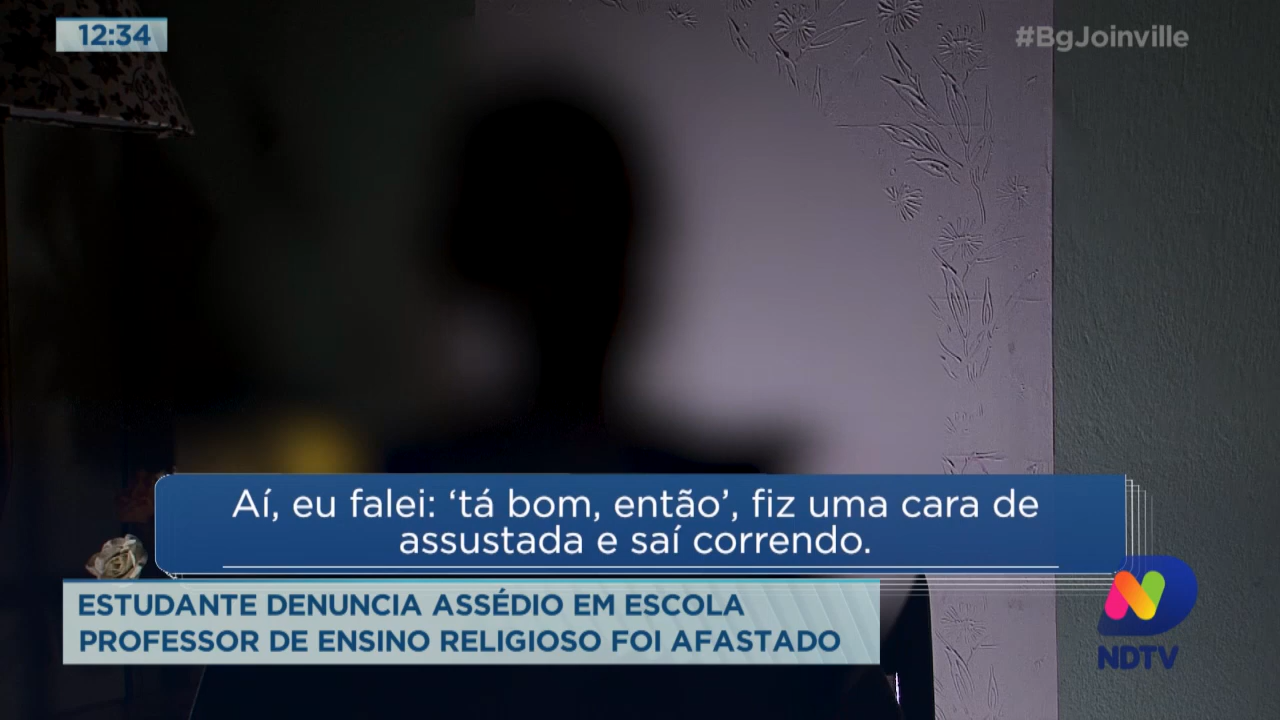 12:34
#BgJoinville
Aí, eu falei: ‘tá bom, então’, fiz uma cara de
assustada e saí correndo.
ESTUDANTE DENUNCIA ASSÉDIO EM ESCOLA
PROFESSOR DE ENSINO RELIGIOSO FOI AFASTADO
NDTV